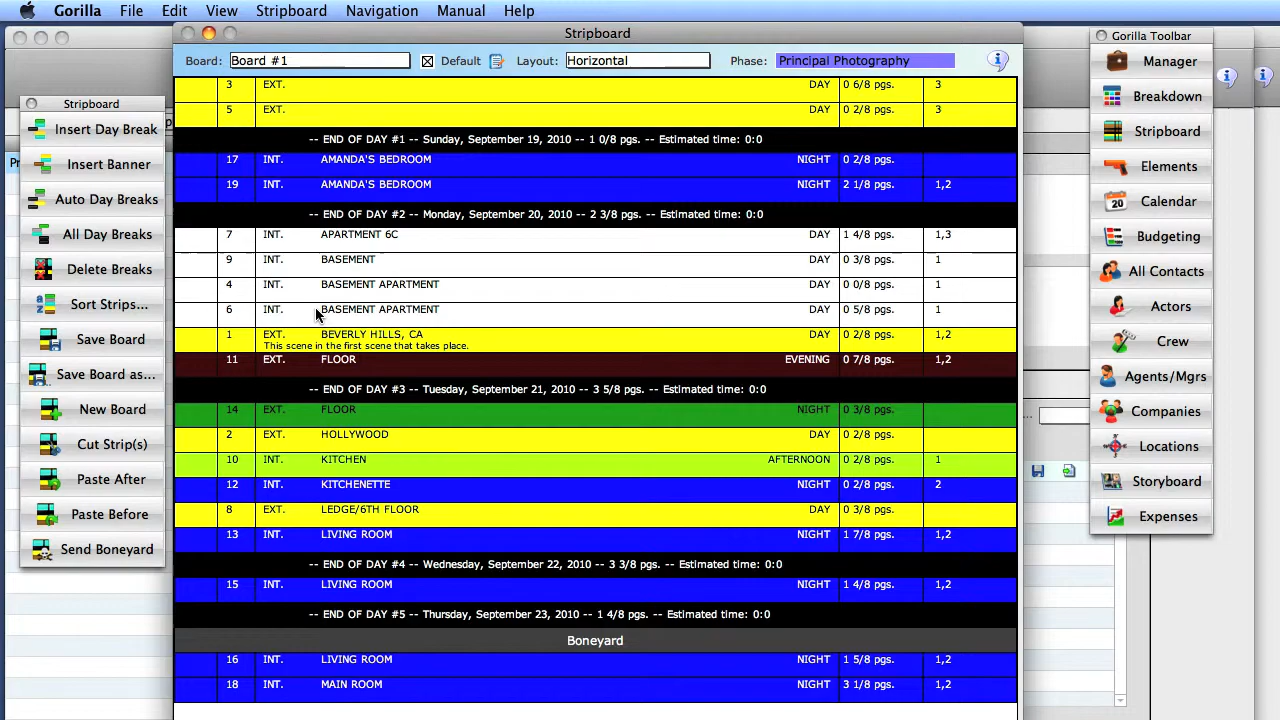 Gorilla File Edit View Stripboard Navigation Manual Help
Stripboard
Board: Board #1 Default Layout: Horizontal Phase: Principal Photography
3 EXT. DAY 0 6/8 pgs. 3
5 EXT. DAY 0 2/8 pgs. 3
-- END OF DAY #1 -- Sunday, September 19, 2010 -- 1 0/8 pgs. -- Estimated time: 0:0
17 INT. AMANDA'S BEDROOM NIGHT 0 2/8 pgs.
19 INT. AMANDA'S BEDROOM NIGHT 2 1/8 pgs. 1,2
-- END OF DAY #2 -- Monday, September 20, 2010 -- 2 3/8 pgs. -- Estimated time: 0:0
7 INT. APARTMENT 6C DAY 1 4/8 pgs. 1,3
9 INT. BASEMENT DAY 0 3/8 pgs. 1
4 INT. BASEMENT APARTMENT DAY 0 0/8 pgs. 1
6 INT. BASEMENT APARTMENT DAY 0 5/8 pgs. 1
1 EXT. BEVERLY HILLS, CA DAY 0 2/8 pgs. 1,2
This scene in the first scene that takes place.
11 EXT. FLOOR EVENING 0 7/8 pgs. 1,2
-- END OF DAY #3 -- Tuesday, September 21, 2010 -- 3 5/8 pgs. -- Estimated time: 0:0
14 EXT. FLOOR NIGHT 0 3/8 pgs.
2 EXT. HOLLYWOOD DAY 0 2/8 pgs.
10 INT. KITCHEN AFTERNOON 0 2/8 pgs. 1
12 INT. KITCHENETTE NIGHT 0 2/8 pgs. 2
8 EXT. LEDGE/6TH FLOOR DAY 0 3/8 pgs.
13 INT. LIVING ROOM NIGHT 1 7/8 pgs. 1,2
-- END OF DAY #4 -- Wednesday, September 22, 2010 -- 3 3/8 pgs. -- Estimated time: 0:0
15 INT. LIVING ROOM NIGHT 1 4/8 pgs. 1,2
-- END OF DAY #5 -- Thursday, September 23, 2010 -- 1 4/8 pgs. -- Estimated time: 0:0
Boneyard
16 INT. LIVING ROOM NIGHT 1 5/8 pgs. 1,2
18 INT. MAIN ROOM NIGHT 3 1/8 pgs. 1,2
Stripboard
Insert Day Break
Insert Banner
Auto Day Breaks
All Day Breaks
Delete Breaks
Sort Strips...
Save Board
Save Board as...
New Board
Cut Strip(s)
Paste After
Paste Before
Send Boneyard
Gorilla Toolbar
Manager
Breakdown
Stripboard
Elements
20 Calendar
Budgeting
All Contacts
Actors
Crew
Agents/Mgrs
Companies
Locations
Storyboard
Expenses